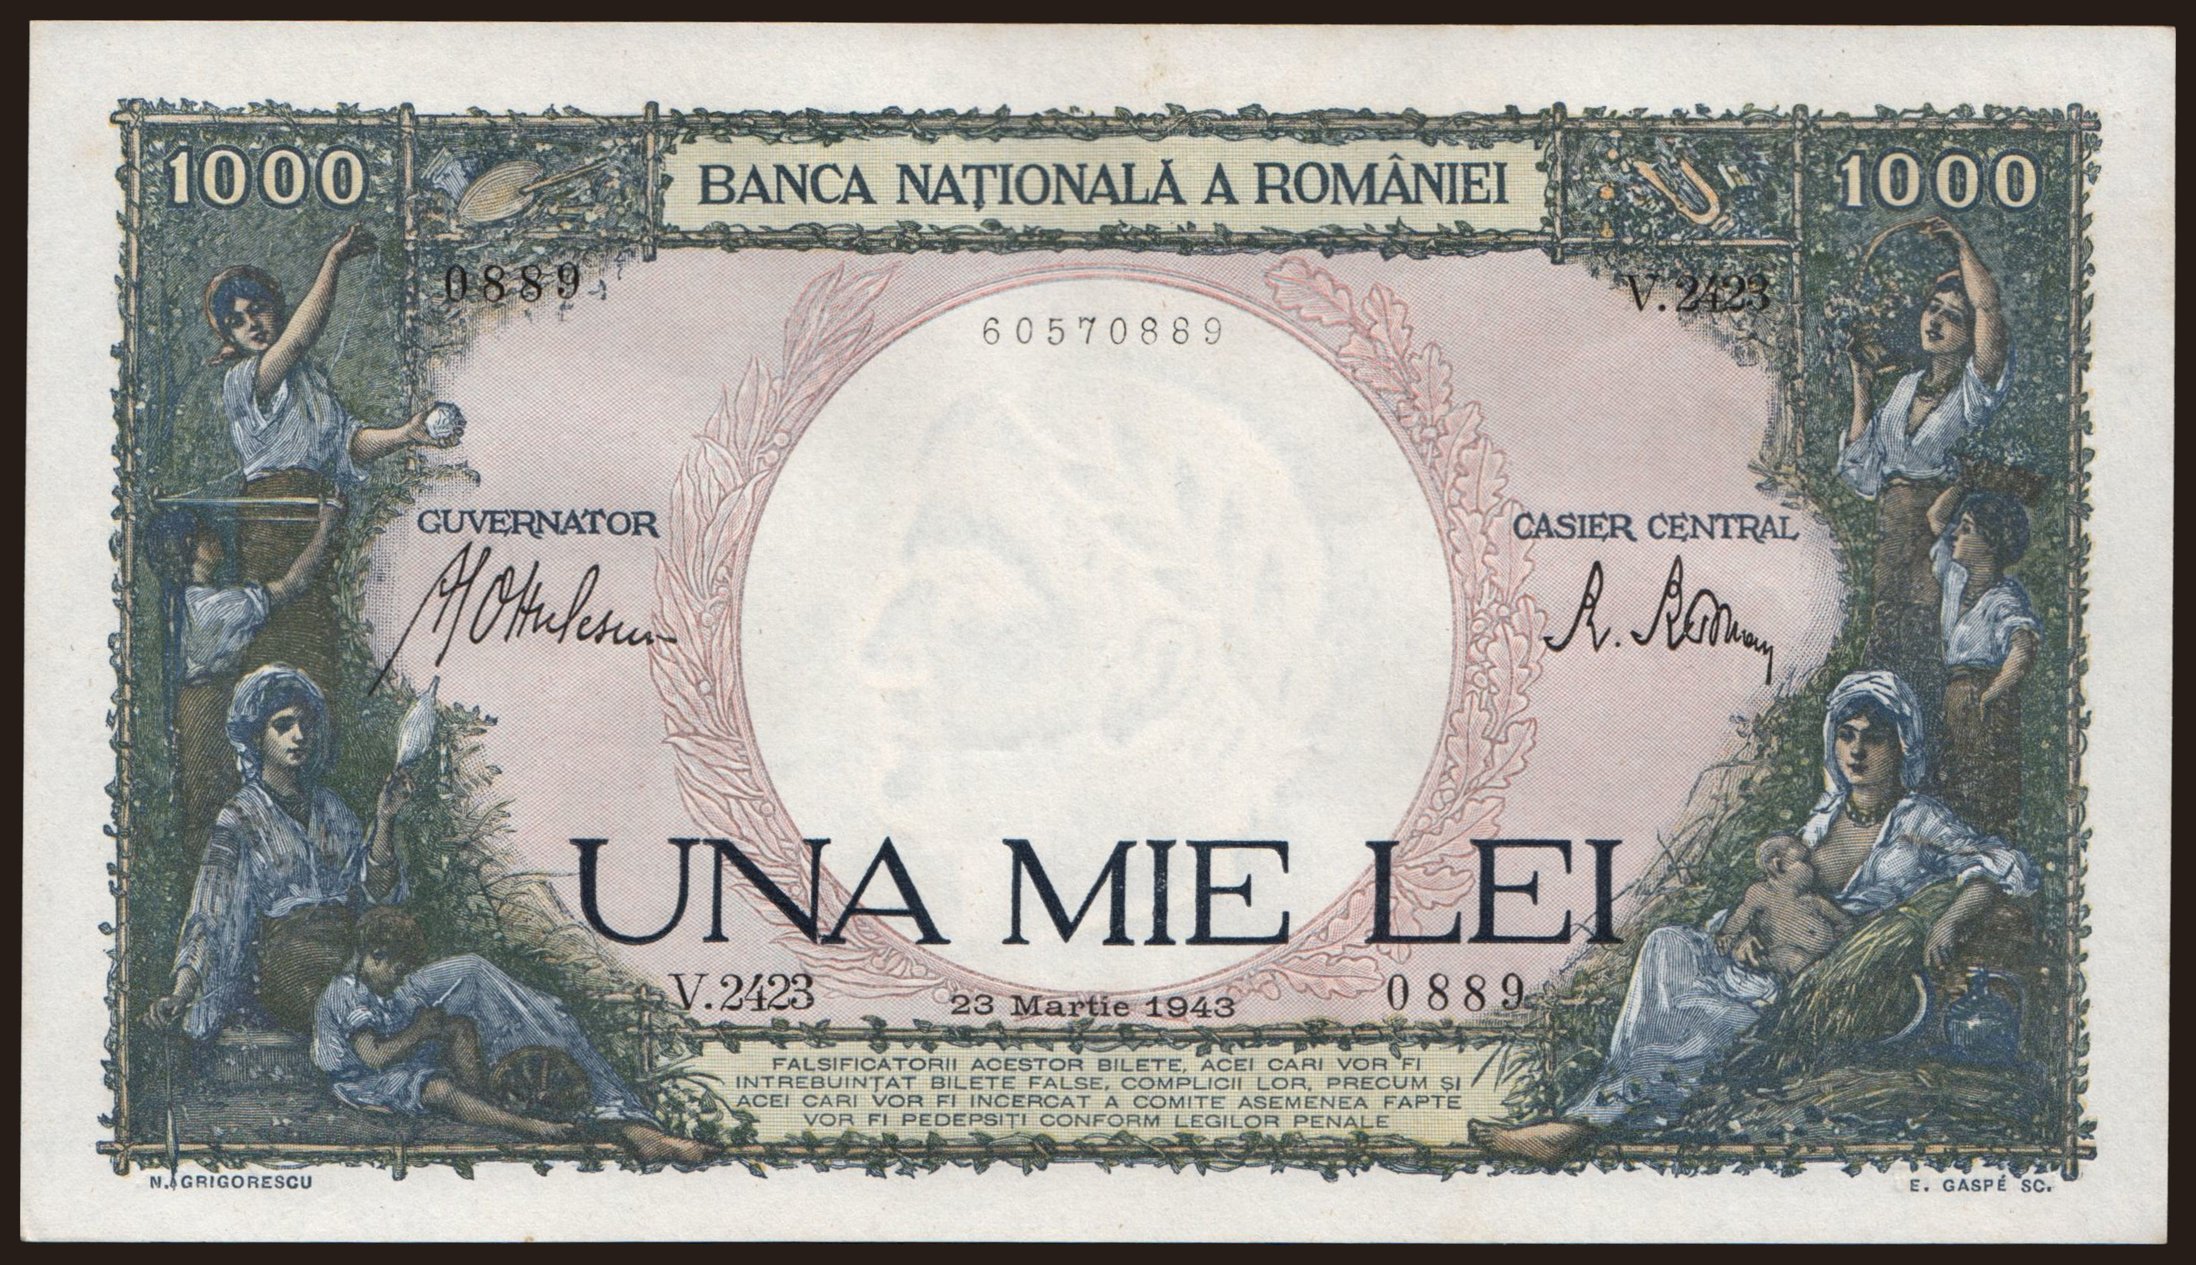 1000
BANCA NAȚIONALĂ A ROMÂNIEI
1000
0889
V.2423
60570889
GUVERNATOR
CASIER CENTRAL
UNA MIE LEI
V.2423
23 Martie 1943
0889
FALSIFICATORII ACESTOR BILETE, ACEI CARI VOR FI
INTREBUINȚAT BILETE FALSE, COMPLICII LOR, PRECUM ȘI
ACEI CARI VOR FI INCERCAT A COMITE ASEMENEA FAPTE
VOR FI PEDEPSIȚI CONFORM LEGILOR PENALE
N. GRIGORESCU
E. GASPÉ SC.